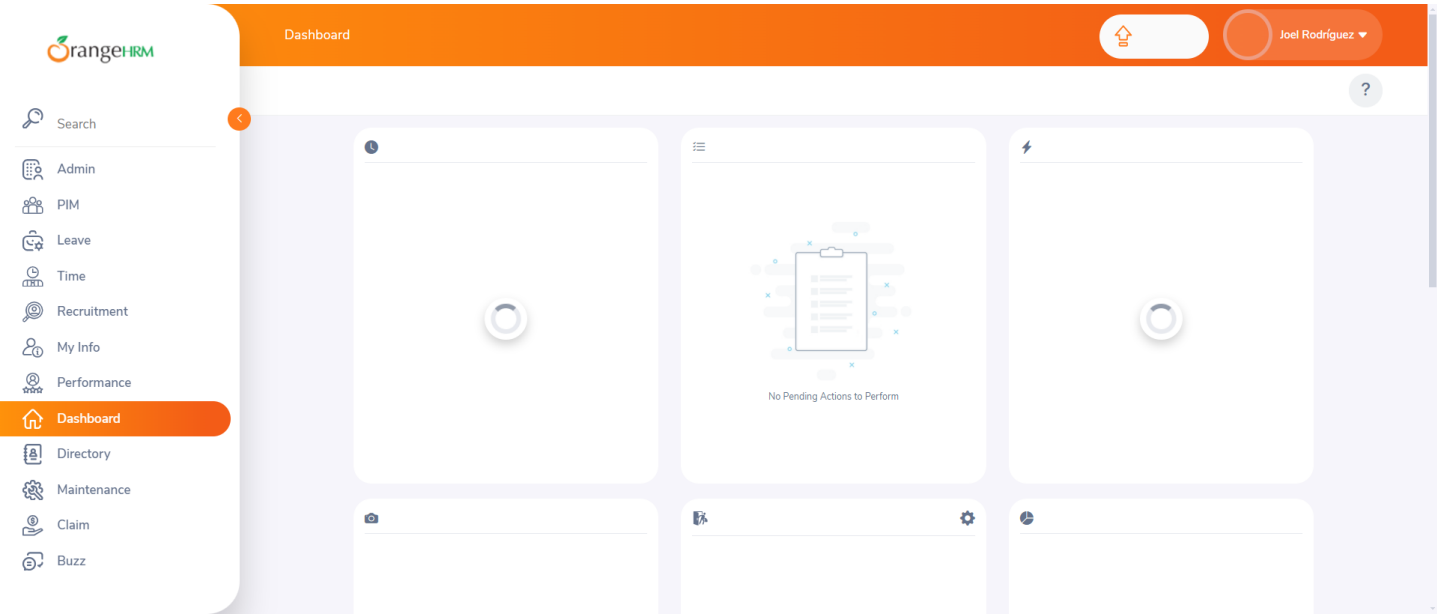 OrangeHRM
Dashboard
Joel Rodríguez
?
Search
Admin
PIM
Leave
Time
Recruitment
My Info
Performance
Dashboard
Directory
Maintenance
Claim
Buzz
No Pending Actions to Perform